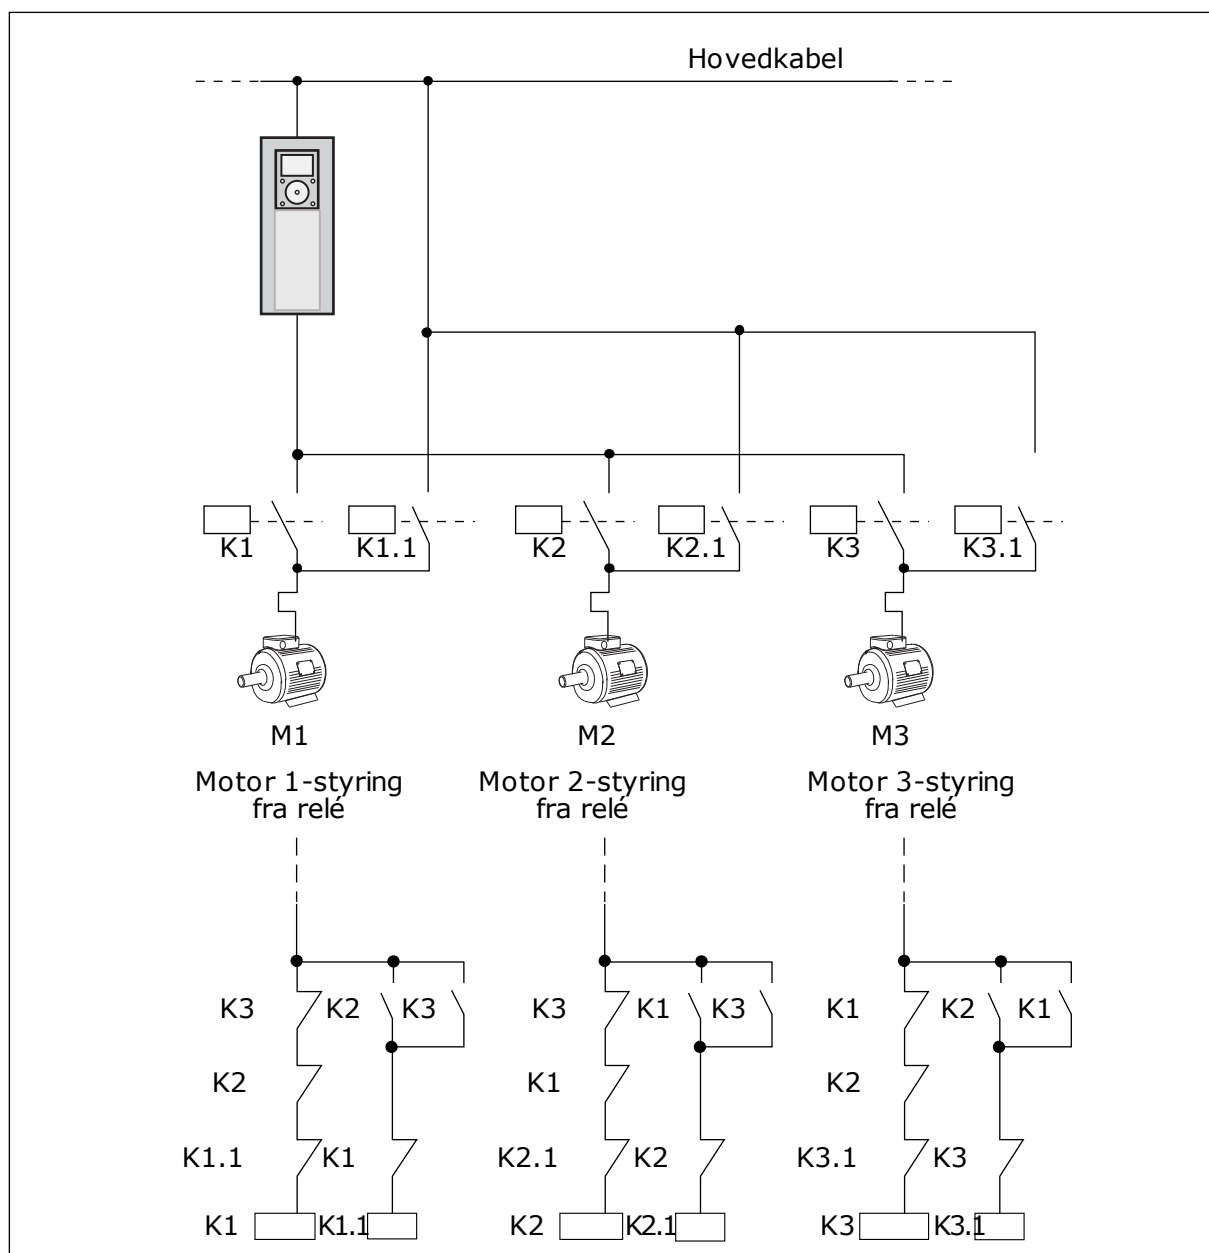 Hovedkabel
K1 K1.1 K2 K2.1 K3 K3.1
M1 M2 M3
Motor 1-styring Motor 2-styring Motor 3-styring
fra relé fra relé fra relé
K3 K2 K3 K3 K1 K3 K1 K2 K1
K2 K1 K2
K1.1 K1 K2.1 K2 K3.1 K3
K1 K1.1 K2 K2.1 K3 K3.1